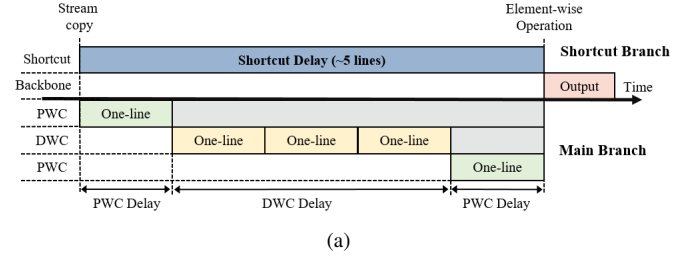 Stream
copy
Element-wise
Operation
Shortcut
Shortcut Delay (~5 lines)
Shortcut Branch
Backbone
Output
Time
PWC
One-line
DWC
One-line
One-line
One-line
Main Branch
PWC
One-line
PWC Delay
DWC Delay
PWC Delay
(a)